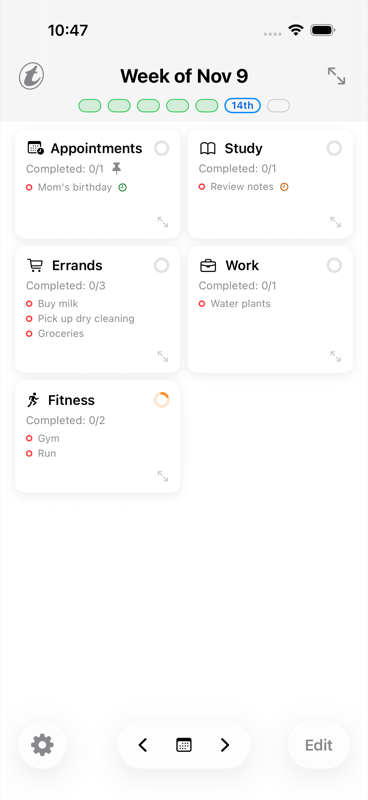 10:47
t
Week of Nov 9
14th
Appointments
Completed: 0/1
Mom's birthday
Study
Completed: 0/1
Review notes
Errands
Completed: 0/3
Buy milk
Pick up dry cleaning
Groceries
Work
Completed: 0/1
Water plants
Fitness
Completed: 0/2
Gym
Run
Edit